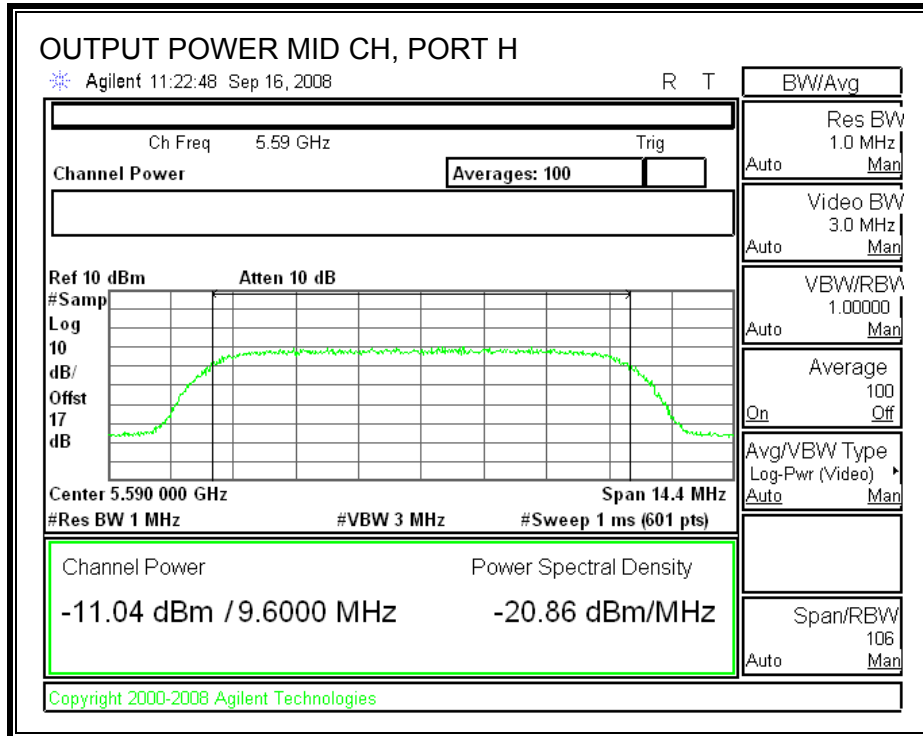 OUTPUT POWER MID CH, PORT H
Agilent 11:22:48 Sep 16, 2008 R T
Ch Freq 5.59 GHz Trig
Channel Power Averages: 100
Ref 10 dBm Atten 10 dB
#Samp
Log
10
dB/
Offst
17
dB
Center 5.590 000 GHz Span 14.4 MHz
#Res BW 1 MHz #VBW 3 MHz #Sweep 1 ms (601 pts)
Channel Power Power Spectral Density
-11.04 dBm / 9.6000 MHz -20.86 dBm/MHz
Copyright 2000-2008 Agilent Technologies
BW/Avg
Res BW
1.0 MHz
Auto Man
Video BW
3.0 MHz
Auto Man
VBW/RBW
1.00000
Auto Man
Average
100
On Off
Avg/VBW Type
Log-Pwr (Video)
Auto Man
Span/RBW
106
Auto Man